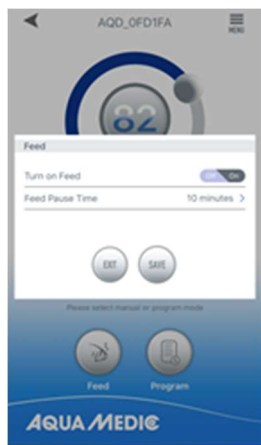 AQD_0FD1FA
MENU
82
Feed
Turn on Feed Off On
Feed Pause Time 10 minutes >
EXIT SAVE
Please select manual or program mode
Feed Program
AQUA MEDIC